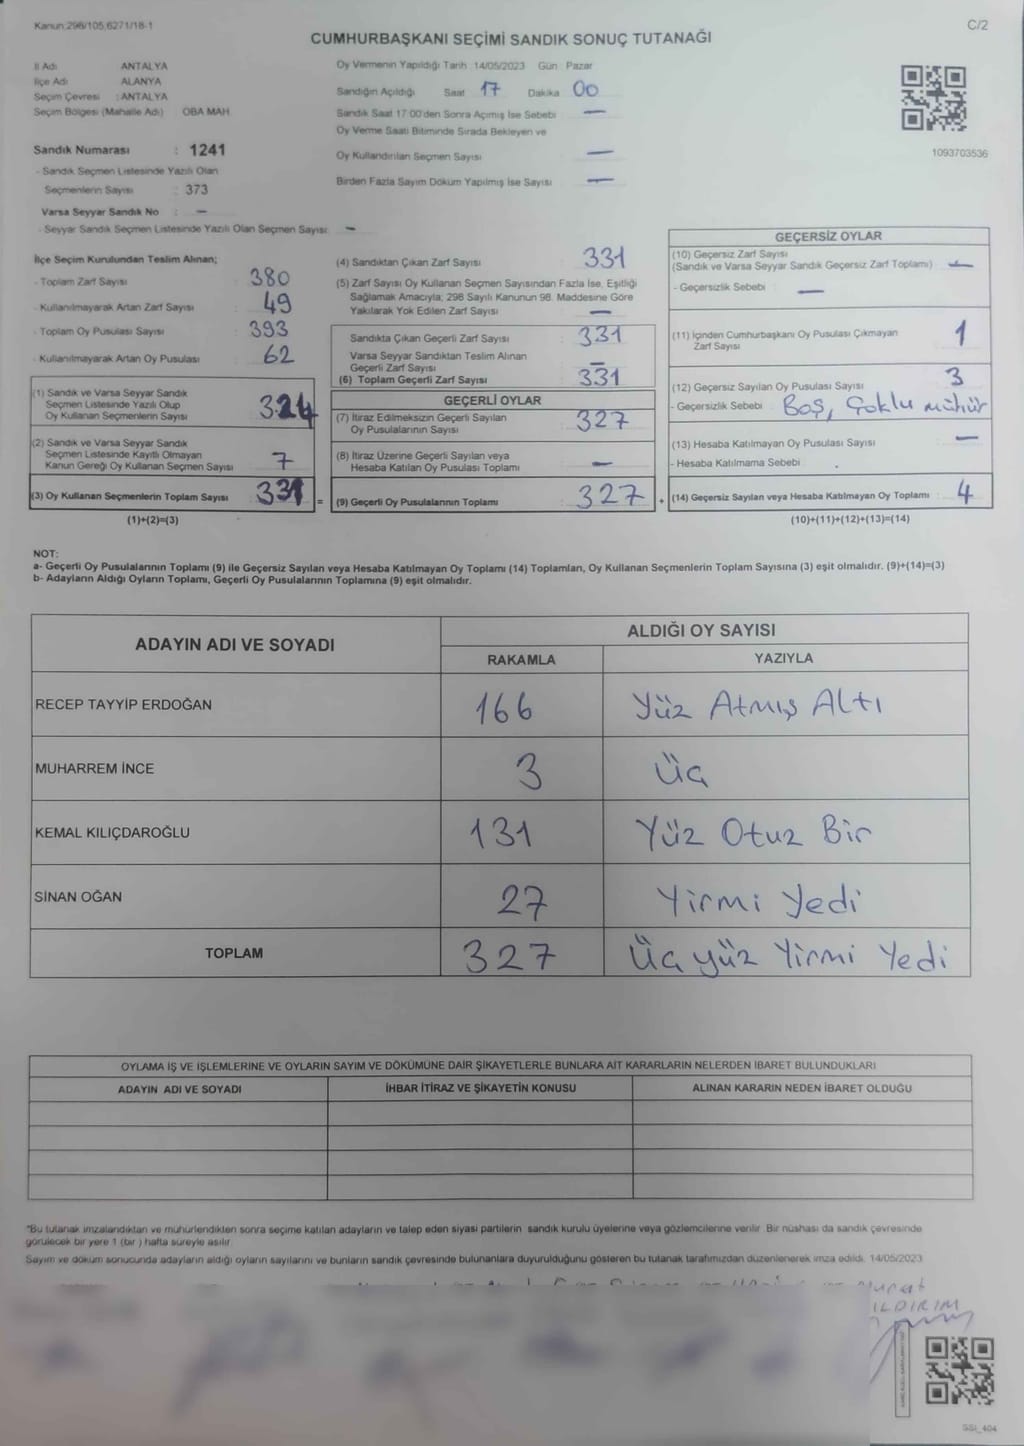 Kanun 298/105,6271/18-1
C/2
CUMHURBAŞKANI SEÇİMİ SANDIK SONUÇ TUTANAĞI
İl Adı ANTALYA
İlçe Adı ALANYA
Seçim Çevresi : ANTALYA
Seçim Bölgesi (Mahalle Adı) OBA MAH
Sandık Numarası : 1241
- Sandık Seçmen Listesinde Yazılı Olan
Seçmenlerin Sayısı : 373
Varsa Seyyar Sandık No : –
- Seyyar Sandık Seçmen Listesinde Yazılı Olan Seçmen Sayısı: –
Oy Vermenin Yapıldığı Tarih :14/05/2023 Gün : Pazar
Sandığın Açıldığı Saat 17 Dakika 00
Sandık Saat 17:00'den Sonra Açımış İse Sebebi –
Oy Verme Saati Bitiminde Sırada Bekleyen ve
Oy Kullandırılan Seçmen Sayısı –
Birden Fazla Sayım Döküm Yapılmış İse Sayısı –
1093703536
İlçe Seçim Kurulundan Teslim Alınan;
- Toplam Zarf Sayısı : 380
- Kullanılmayarak Artan Zarf Sayısı : 49
- Toplam Oy Pusulası Sayısı : 393
- Kullanılmayarak Artan Oy Pusulası : 62
(1) Sandık ve Varsa Seyyar Sandık
Seçmen Listesinde Yazılı Olup
Oy Kullanan Seçmenlerin Sayısı 324
(2) Sandık ve Varsa Seyyar Sandık
Seçmen Listesinde Kayıtlı Olmayan
Kanun Gereği Oy Kullanan Seçmen Sayısı 7
(3) Oy Kullanan Seçmenlerin Toplam Sayısı 331
(1)+(2)=(3)
(4) Sandıktan Çıkan Zarf Sayısı : 331
(5) Zarf Sayısı Oy Kullanan Seçmen Sayısından Fazla İse, Eşitliği
Sağlamak Amacıyla; 298 Sayılı Kanunun 98. Maddesine Göre
Yakılarak Yok Edilen Zarf Sayısı : –
Sandıkta Çıkan Geçerli Zarf Sayısı : 331
Varsa Seyyar Sandıktan Teslim Alınan
Geçerli Zarf Sayısı : –
(6) Toplam Geçerli Zarf Sayısı : 331
GEÇERLİ OYLAR
(7) İtiraz Edilmeksizin Geçerli Sayılan
Oy Pusulalarının Sayısı : 327
(8) İtiraz Üzerine Geçerli Sayılan veya
Hesaba Katılan Oy Pusulası Toplamı : –
= (9) Geçerli Oy Pusulalarının Toplamı : 327 +
GEÇERSİZ OYLAR
(10) Geçersiz Zarf Sayısı
(Sandık ve Varsa Seyyar Sandık Geçersiz Zarf Toplamı) : –
- Geçersizlik Sebebi : –
(11) İçinden Cumhurbaşkanı Oy Pusulası Çıkmayan
Zarf Sayısı : 1
(12) Geçersiz Sayılan Oy Pusulası Sayısı : 3
- Geçersizlik Sebebi : Boş, Çoklu mühür
(13) Hesaba Katılmayan Oy Pusulası Sayısı : –
- Hesaba Katılmama Sebebi :
(14) Geçersiz Sayılan veya Hesaba Katılmayan Oy Toplamı : 4
(10)+(11)+(12)+(13)=(14)
NOT:
a- Geçerli Oy Pusulalarının Toplamı (9) ile Geçersiz Sayılan veya Hesaba Katılmayan Oy Toplamı (14) Toplamları, Oy Kullanan Seçmenlerin Toplam Sayısına (3) eşit olmalıdır. (9)+(14)=(3)
b- Adayların Aldığı Oyların Toplamı, Geçerli Oy Pusulalarının Toplamına (9) eşit olmalıdır.
ADAYIN ADI VE SOYADI
ALDIĞI OY SAYISI
RAKAMLA YAZIYLA
RECEP TAYYİP ERDOĞAN 166 Yüz Atmış Altı
MUHARREM İNCE 3 Üç
KEMAL KILIÇDAROĞLU 131 Yüz Otuz Bir
SİNAN OĞAN 27 Yirmi Yedi
TOPLAM 327 Üç yüz Yirmi Yedi
OYLAMA İŞ VE İŞLEMLERİNE VE OYLARIN SAYIM VE DÖKÜMÜNE DAİR ŞİKAYETLERLE BUNLARA AİT KARARLARIN NELERDEN İBARET BULUNDUKLARI
ADAYIN ADI VE SOYADI İHBAR İTİRAZ VE ŞİKAYETİN KONUSU ALINAN KARARIN NEDEN İBARET OLDUĞU
*Bu tutanak imzalandıktan ve mühürlendikten sonra seçime katılan adayların ve talep eden siyasi partilerin sandık kurulu üyelerine veya gözlemcilerine verilir. Bir nüshası da sandık çevresinde
görülecek bir yere 1 (bir ) hafta süreyle asılır.
Sayım ve döküm sonucunda adayların aldığı oyların sayılarını ve bunların sandık çevresinde bulunanlara duyurulduğunu gösteren bu tutanak tarafımızdan düzenlenerek imza edildi. 14/05/2023
Murat
ILDIRIM
SSI_404